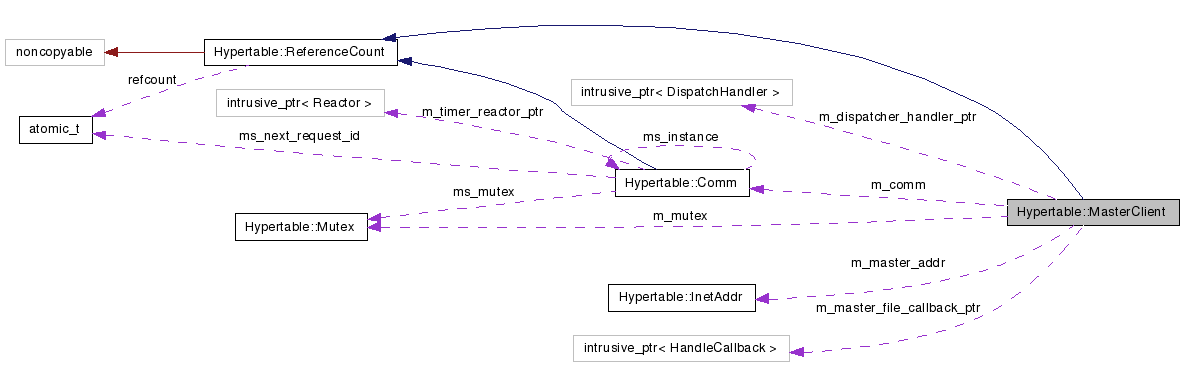 noncopyable
Hypertable::ReferenceCount
refcount_
intrusive_ptr< DispatchHandler >
intrusive_ptr< Reactor >
m_timer_reactor_ptr
m_dispatcher_handler_ptr
atomic_t
ms_next_request_id
ms_instance
Hypertable::Comm
m_comm
ms_mutex
Hypertable::MasterClient
m_mutex
Hypertable::Mutex
m_master_addr
Hypertable::InetAddr
m_master_file_callback_ptr
intrusive_ptr< HandleCallback >